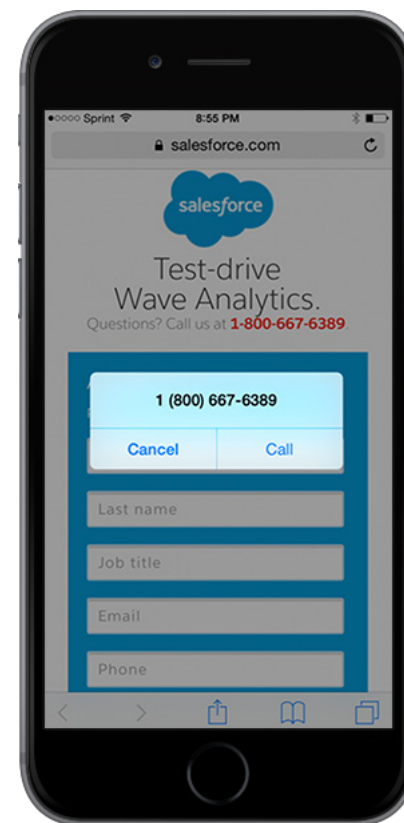 Sprint 8:55 PM
salesforce.com
salesforce
Test-drive
Wave Analytics.
Questions? Call us at 1-800-667-6389.
1 (800) 667-6389
Cancel Call
Last name
Job title
Email
Phone